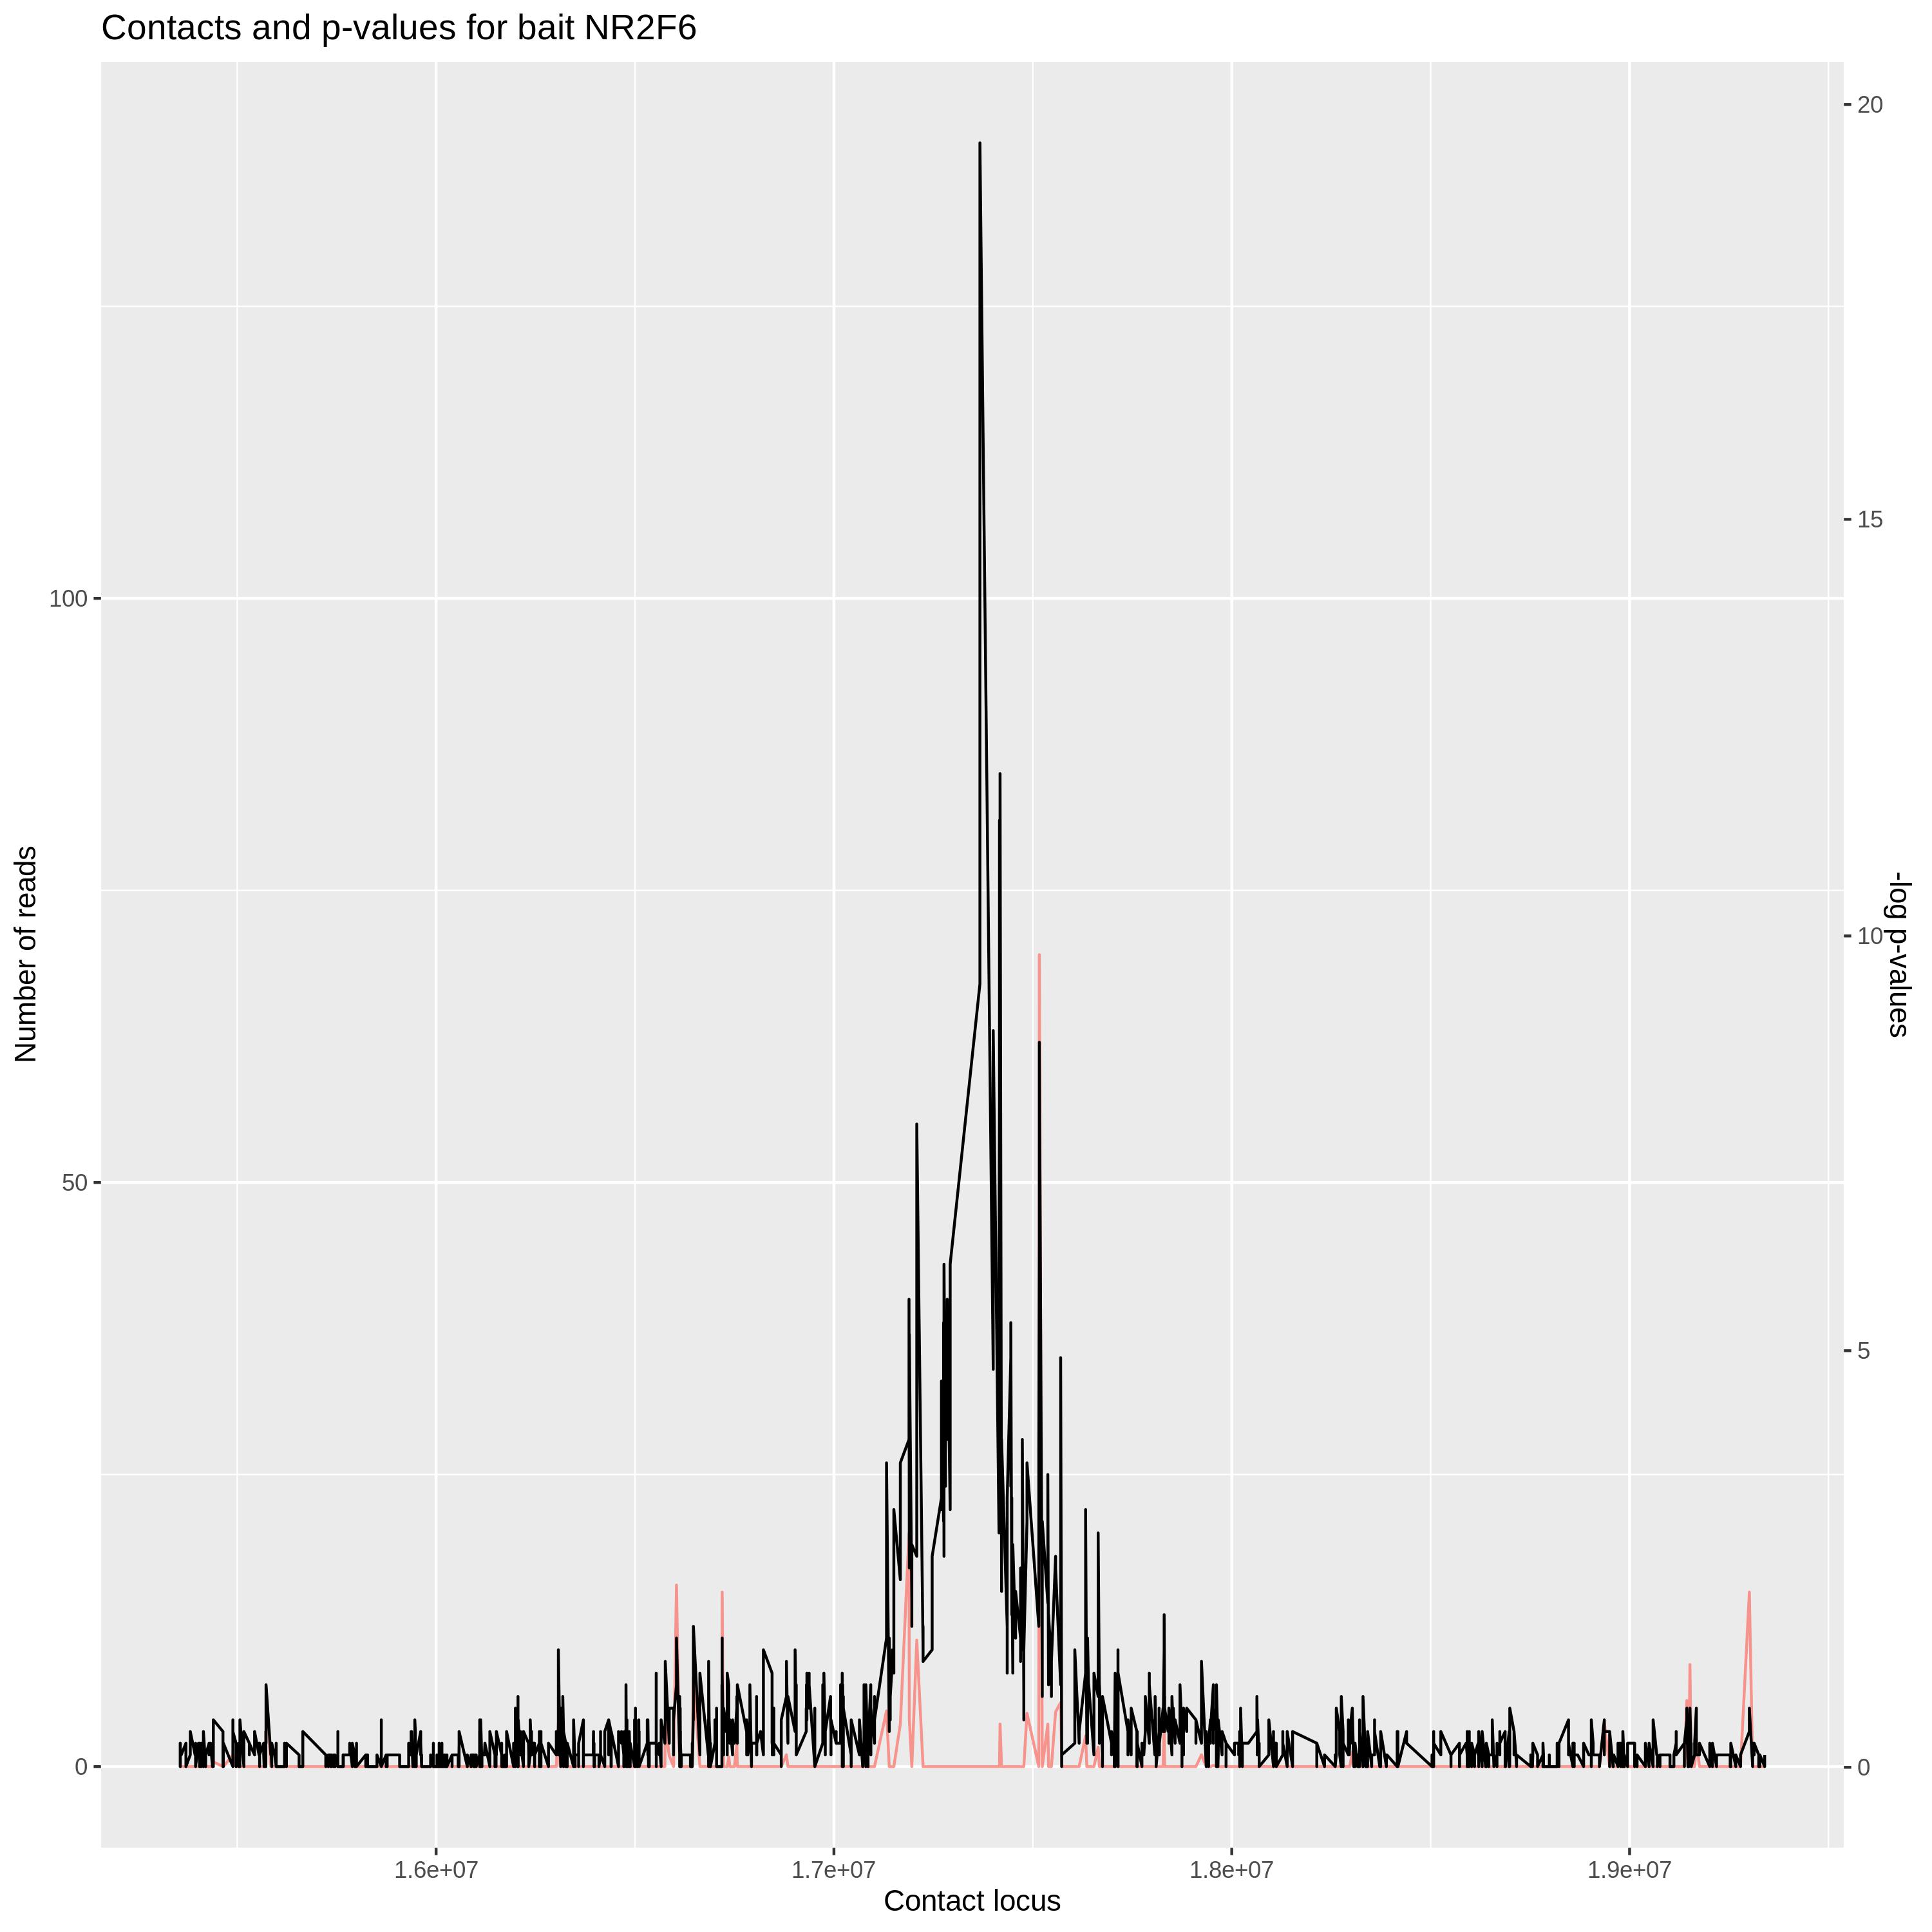 Contacts and p-values for bait NR2F6
20
15
100
10
Number of reads
-log p-values
50
5
0
0
1.6e+07
1.7e+07
1.8e+07
1.9e+07
Contact locus